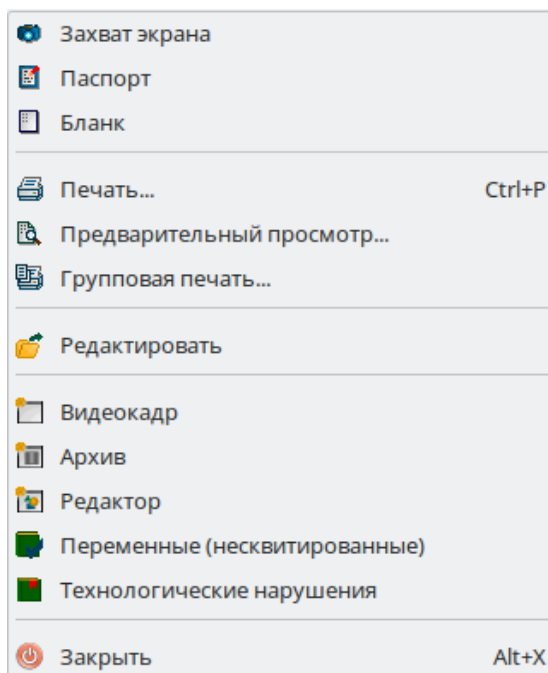 Захват экрана
Паспорт
Бланк
Печать... Ctrl+P
Предварительный просмотр...
Групповая печать...
Редактировать
Видеокадр
Архив
Редактор
Переменные (несквитированные)
Технологические нарушения
Закрыть Alt+X